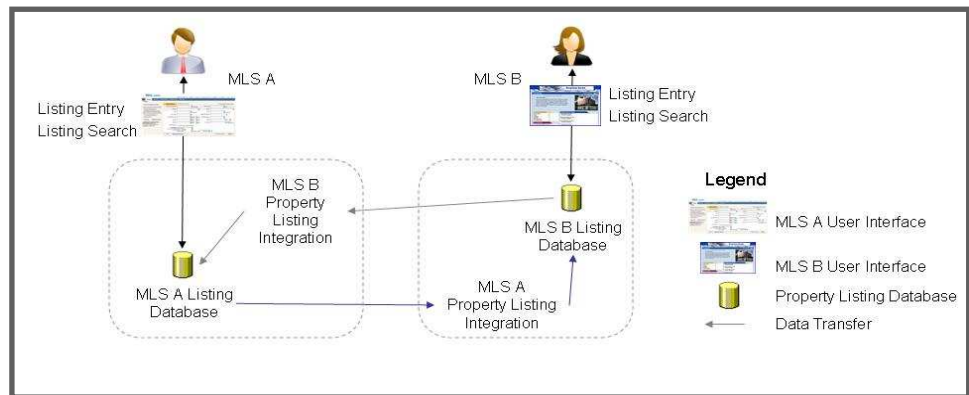 MLS A
MLS B
Listing Entry
Listing Search
Listing Entry
Listing Search
MLS B
Property
Listing
Integration
MLS A Listing
Database
MLS B Listing
Database
MLS A
Property Listing
Integration
Legend
MLS A User Interface
MLS B User Interface
Property Listing Database
Data Transfer